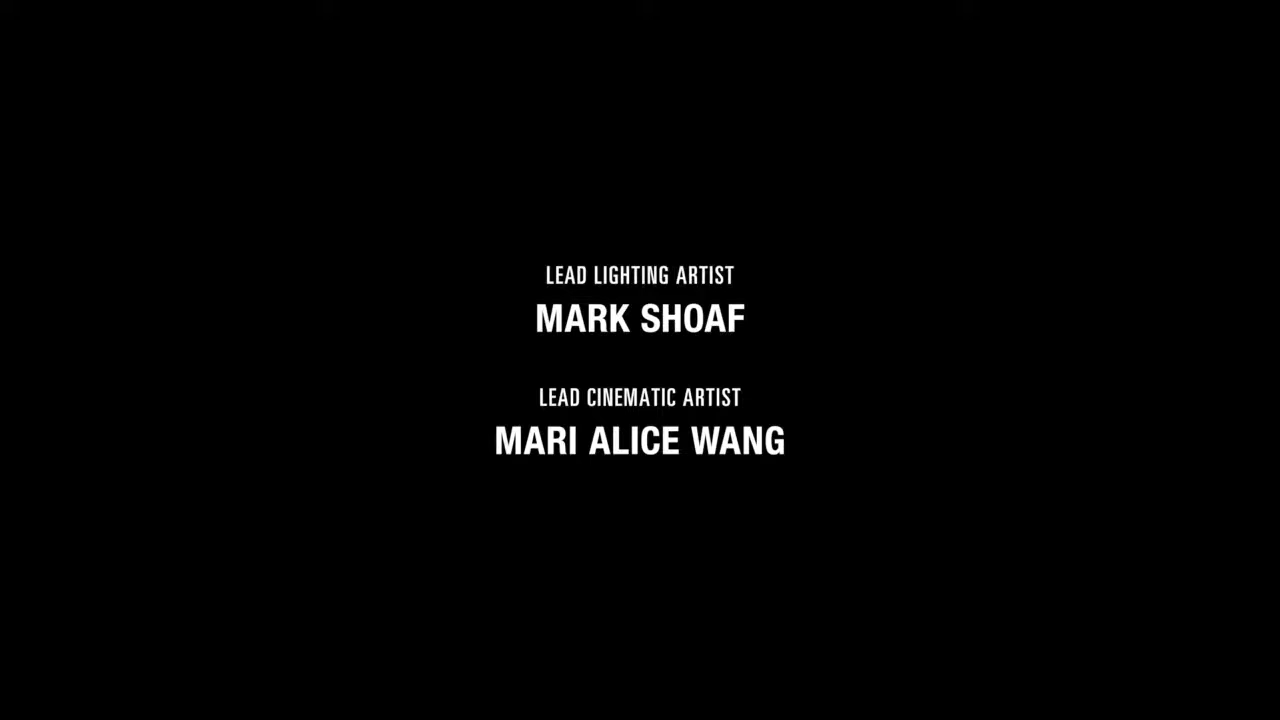 LEAD LIGHTING ARTIST
MARK SHOAF
LEAD CINEMATIC ARTIST
MARI ALICE WANG